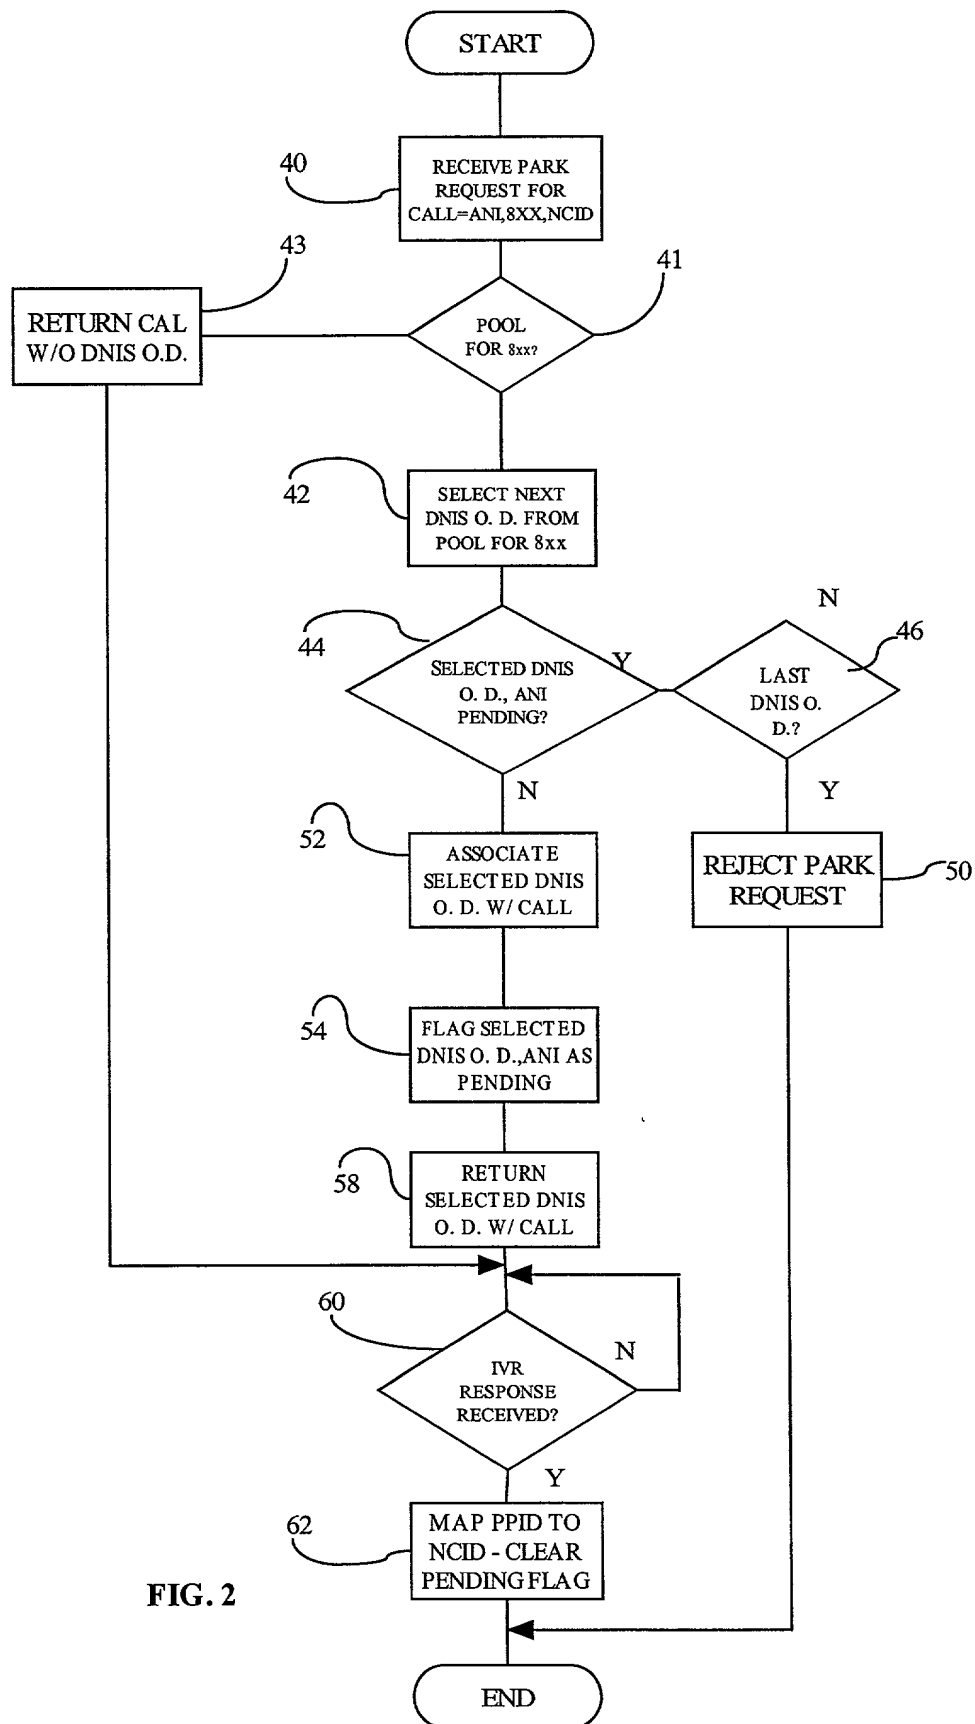 START
40
RECEIVE PARK
REQUEST FOR
CALL=ANI,8XX,NCID
43
41
RETURN CAL
W/O DNIS O.D.
POOL
FOR 8xx?
42
SELECT NEXT
DNIS O. D. FROM
POOL FOR 8xx
N
44
46
Y
SELECTED DNIS
O. D., ANI
PENDING?
LAST
DNIS O.
D.?
N
Y
52
ASSOCIATE
SELECTED DNIS
O. D. W/ CALL
REJECT PARK
REQUEST
50
54
FLAG SELECTED
DNIS O. D.,ANI AS
PENDING
58
RETURN
SELECTED DNIS
O. D. W/ CALL
60
N
IVR
RESPONSE
RECEIVED?
Y
62
MAP PPID TO
NCID - CLEAR
PENDING FLAG
FIG. 2
END